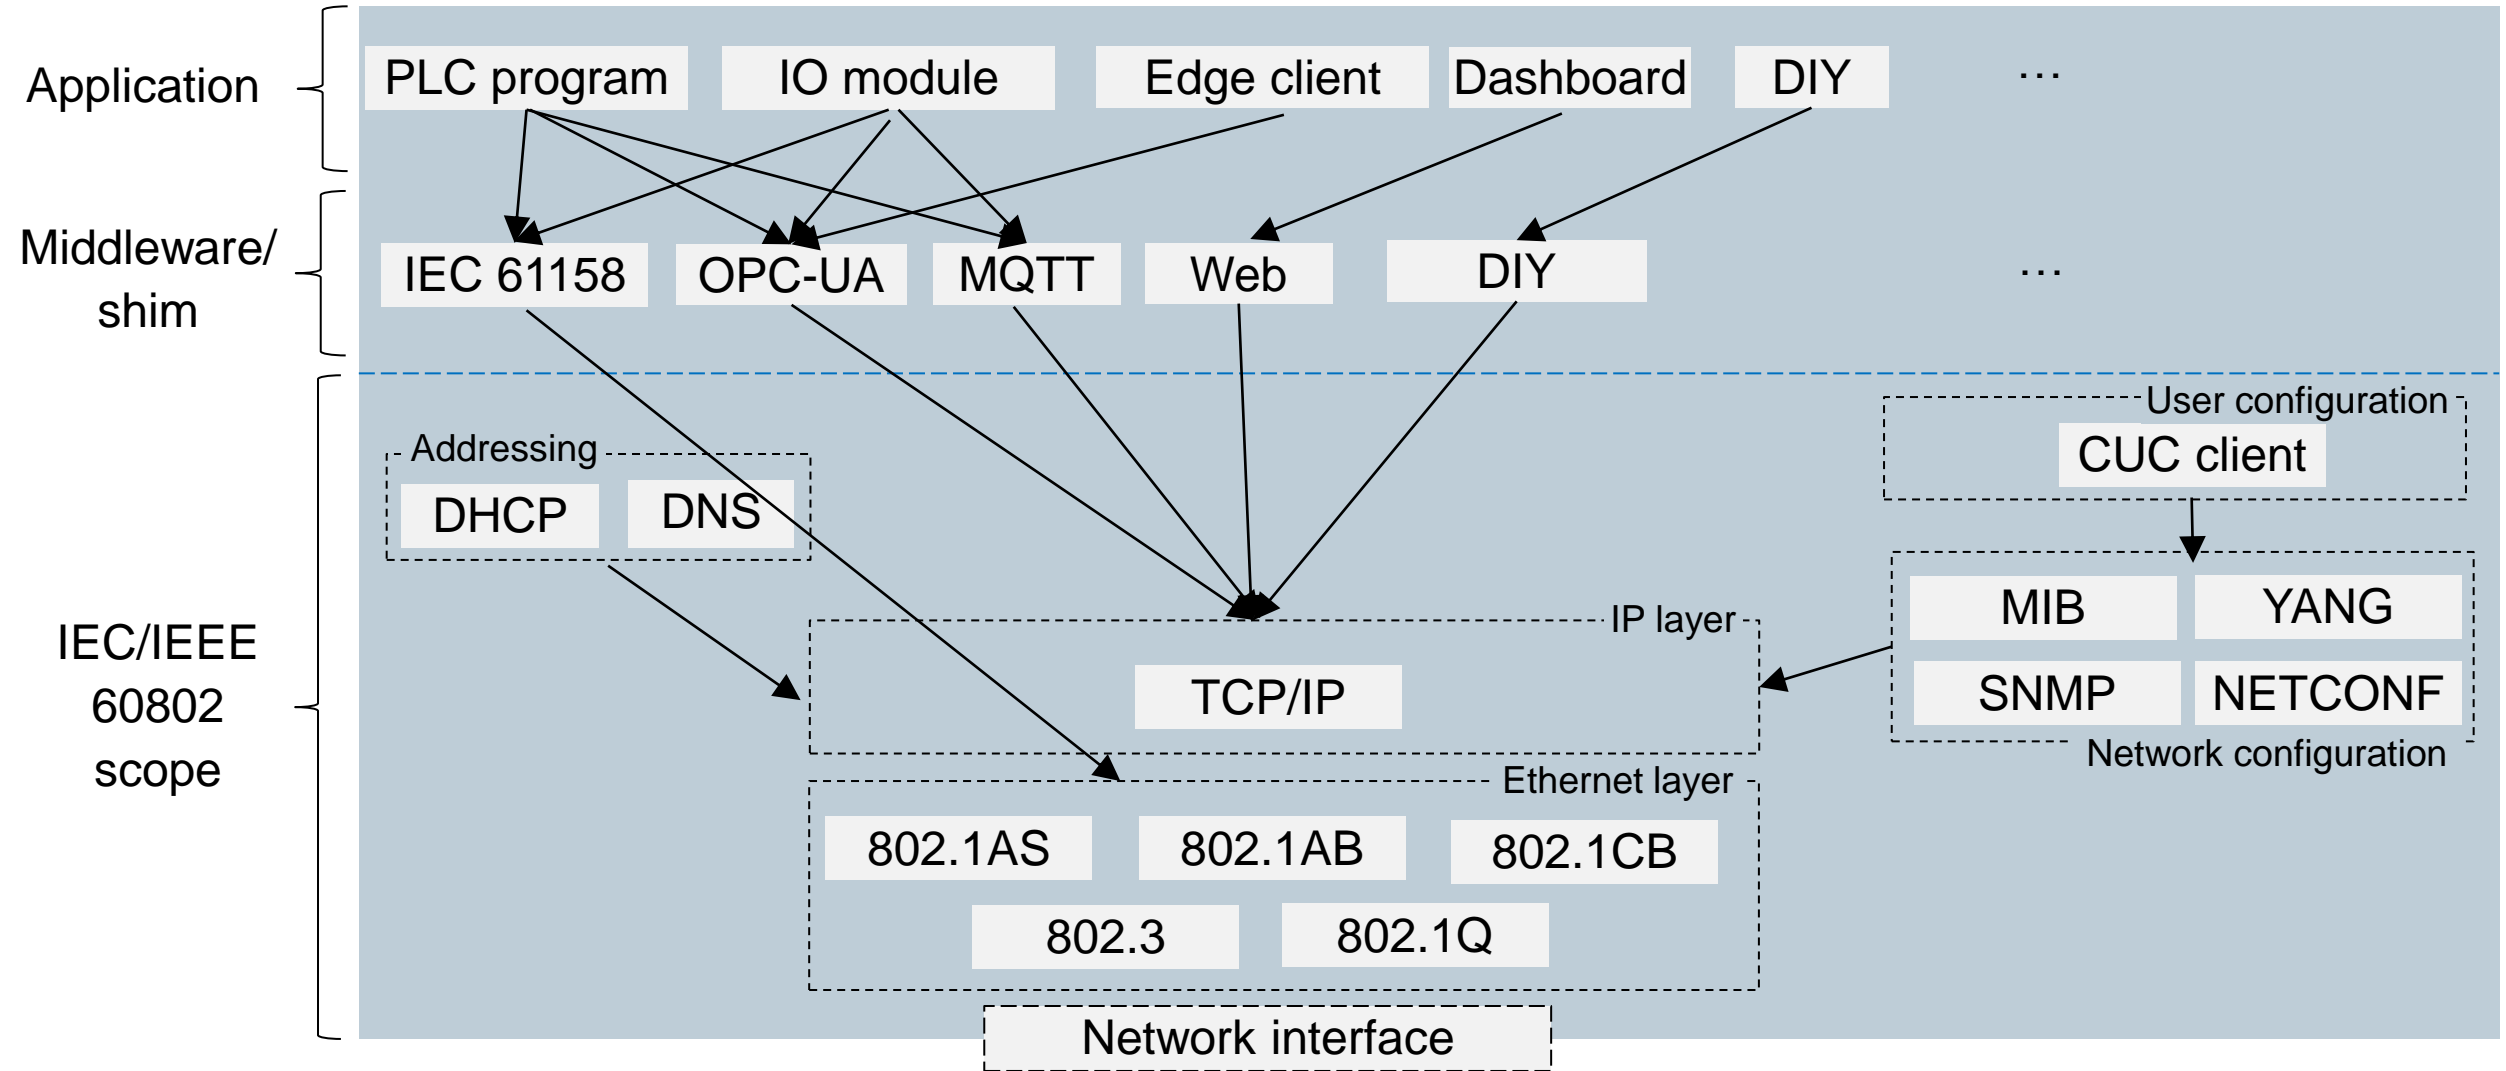 Application
PLC program
IO module
Edge client
Dashboard
DIY
...
Middleware/
shim
IEC 61158
OPC-UA
MQTT
Web
DIY
...
IEC/IEEE
60802
scope
User configuration
CUC client
Addressing
DHCP
DNS
MIB
YANG
SNMP
NETCONF
Network configuration
IP layer
TCP/IP
Ethernet layer
802.1AS
802.1AB
802.1CB
802.3
802.1Q
Network interface